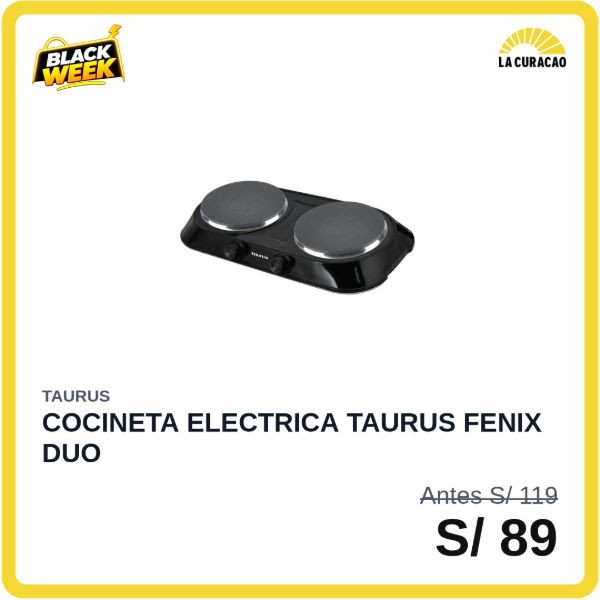 BLACK
WEEK
LA CURACAO
taurus
TAURUS
COCINETA ELECTRICA TAURUS FENIX
DUO
Antes S/ 119
S/ 89